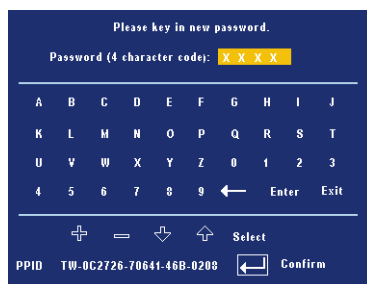 Please key in new password.
Password (4 character code): X X X X
A B C D E F G H I J
K L M N O P Q R S T
U V W X Y Z 0 1 2 3
4 5 6 7 8 9 ← Enter Exit
Select
PPID TW-0C2726-70641-46B-0208 Confirm